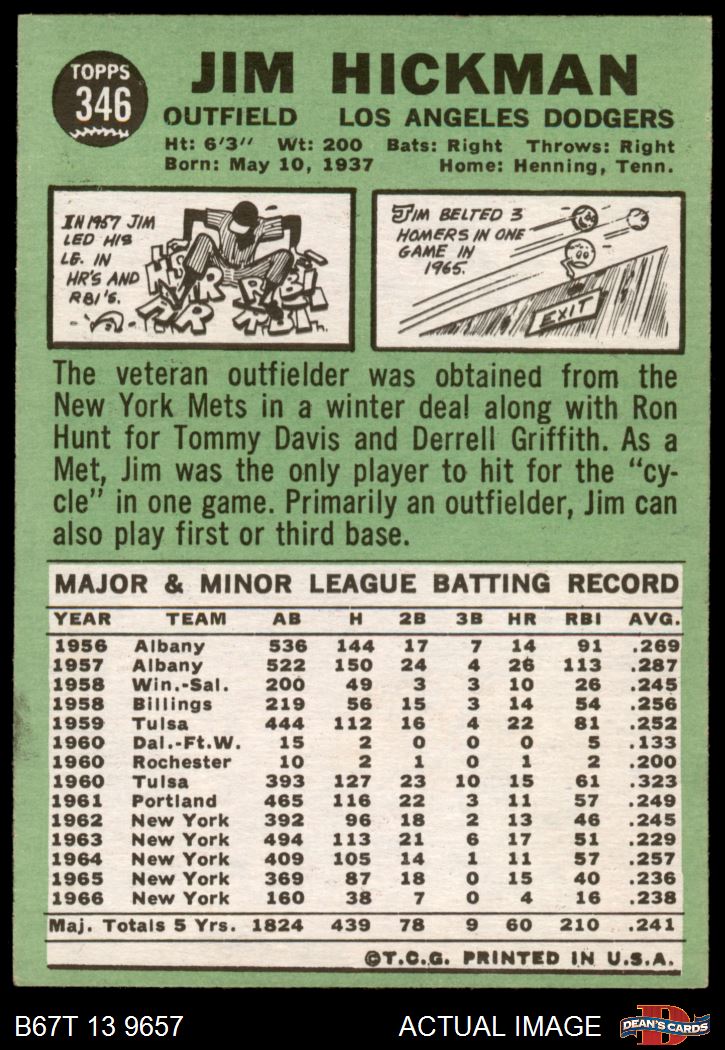 TOPPS
346
JIM HICKMAN
OUTFIELD LOS ANGELES DODGERS
Ht: 6'3" Wt: 200 Bats: Right Throws: Right
Born: May 10, 1937 Home: Henning, Tenn.
IN 1957 JIM
LED HIS
LG. IN
HR'S AND
RBI'S.
JIM BELTED 3
HOMERS IN ONE
GAME IN
1965.
EXIT
The veteran outfielder was obtained from the
New York Mets in a winter deal along with Ron
Hunt for Tommy Davis and Derrell Griffith. As a
Met, Jim was the only player to hit for the "cy-
cle" in one game. Primarily an outfielder, Jim can
also play first or third base.
MAJOR & MINOR LEAGUE BATTING RECORD
YEAR TEAM AB H 2B 3B HR RBI AVG.
1956 Albany 536 144 17 7 14 91 .269
1957 Albany 522 150 24 4 26 113 .287
1958 Win.-Sal. 200 49 3 3 10 26 .245
1958 Billings 219 56 15 3 14 54 .256
1959 Tulsa 444 112 16 4 22 81 .252
1960 Dal.-Ft.W. 15 2 0 0 0 5 .133
1960 Rochester 10 2 1 0 1 2 .200
1960 Tulsa 393 127 23 10 15 61 .323
1961 Portland 465 116 22 3 11 57 .249
1962 New York 392 96 18 2 13 46 .245
1963 New York 494 113 21 6 17 51 .229
1964 New York 409 105 14 1 11 57 .257
1965 New York 369 87 18 0 15 40 .236
1966 New York 160 38 7 0 4 16 .238
Maj. Totals 5 Yrs. 1824 439 78 9 60 210 .241
©T.C.G. PRINTED IN U.S.A.
B67T 13 9657 ACTUAL IMAGE DEAN'S CARDS